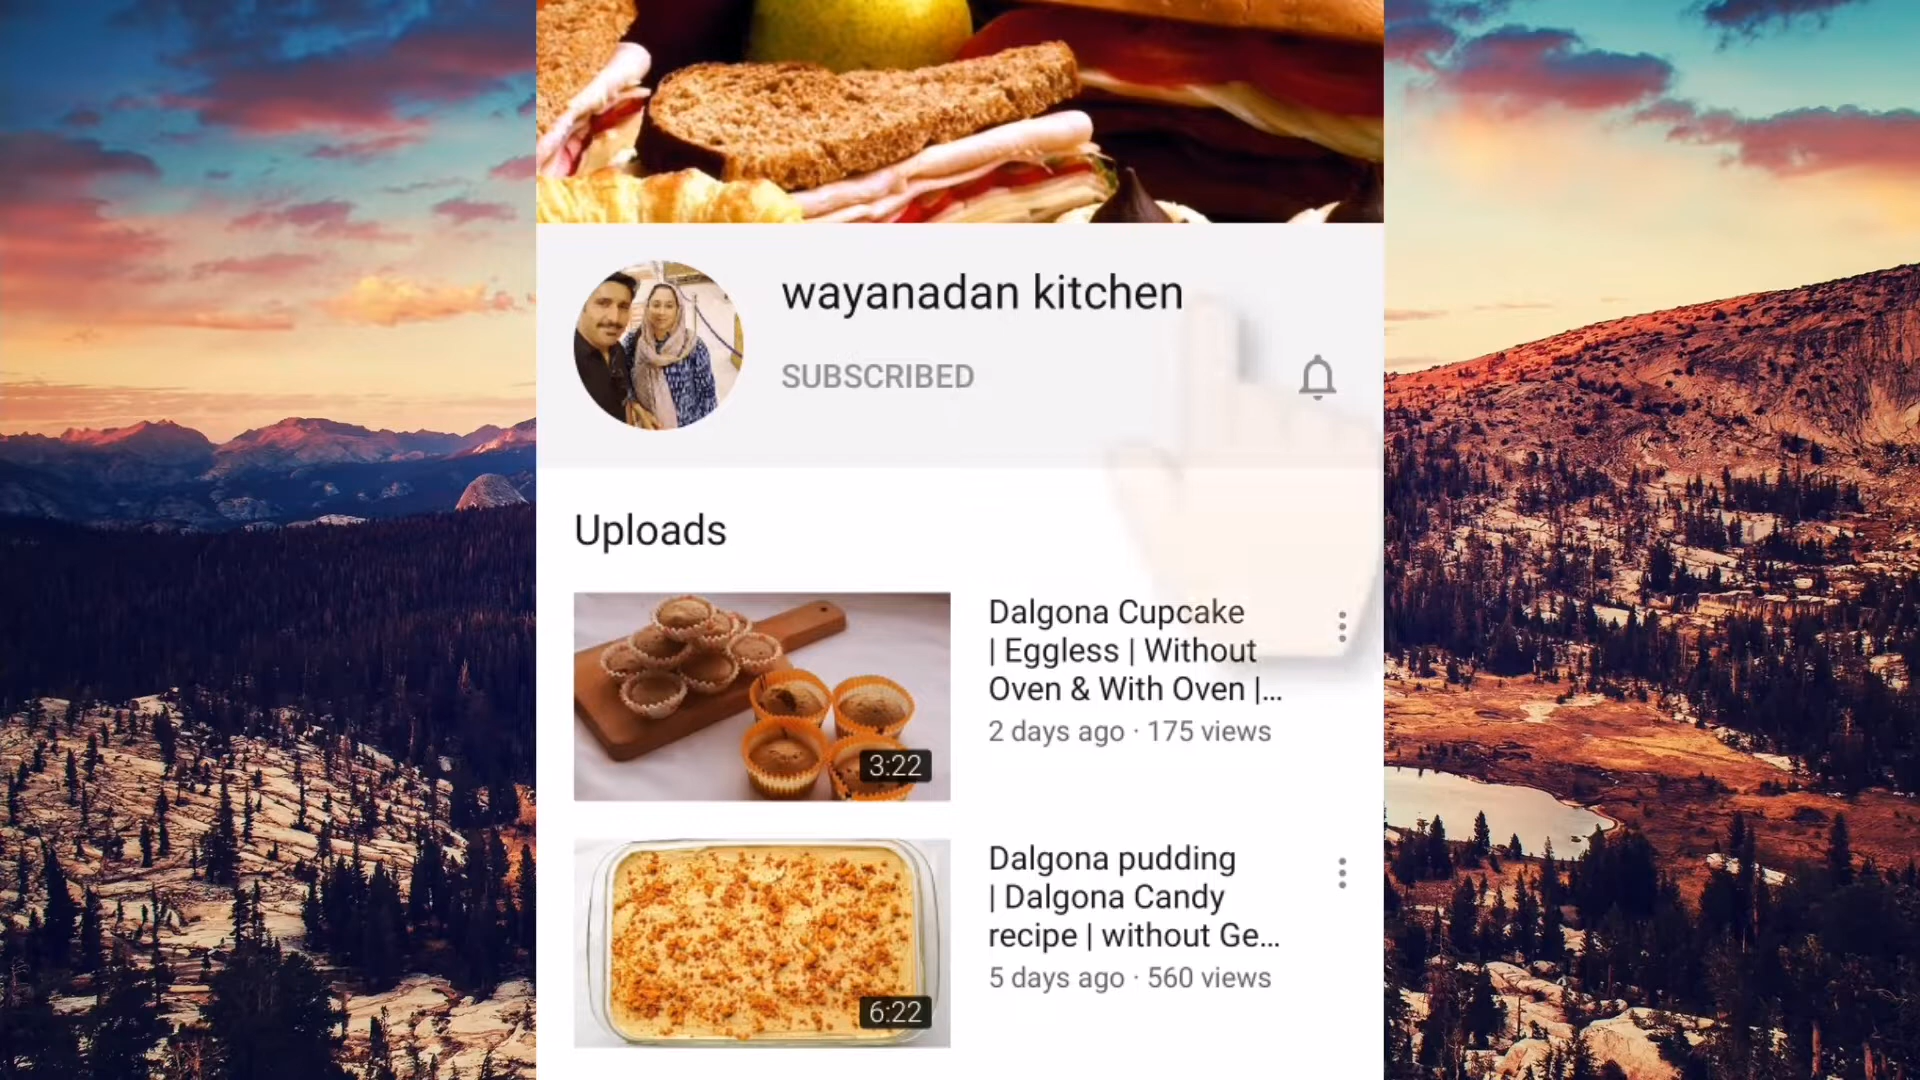 wayanadan kitchen
SUBSCRIBED
Uploads
Dalgona Cupcake
| Eggless | Without
Oven & With Oven |...
2 days ago · 175 views
3:22
Dalgona pudding
| Dalgona Candy
recipe | without Ge...
5 days ago · 560 views
6:22